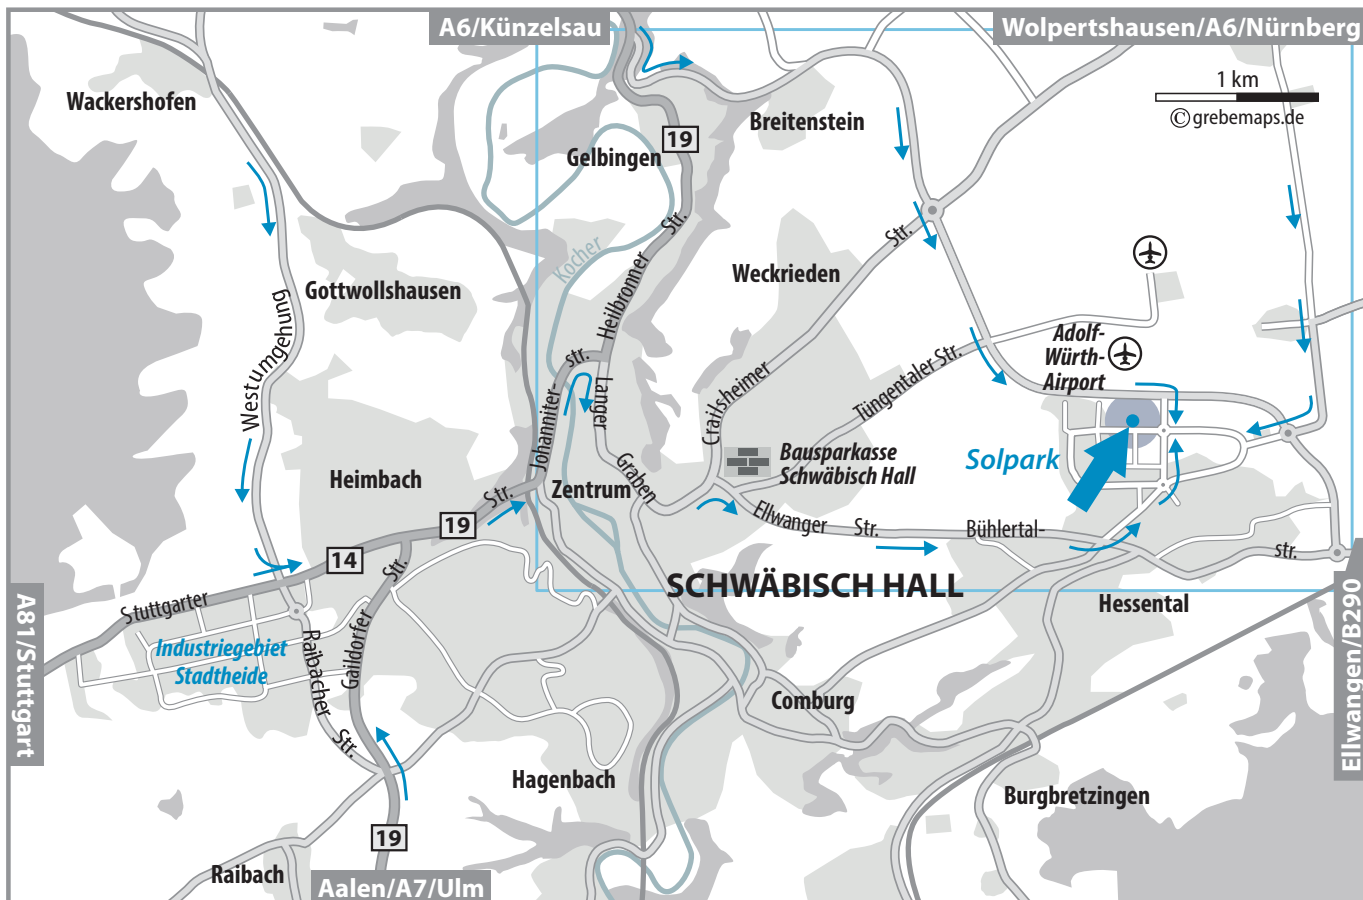 A6/Künzelsau
Wolpertshausen/A6/Nürnberg
1 km
©grebemaps.de
Wackershofen
Breitenstein
19
Gelbingen
Str.
Kocher
Heilbronner
Weckrieden
Str.
Gottwollshausen
Westumgehung
Adolf-
Würth-
Airport
str.
Johanniter-
Langer
Graben
Crailsheimer
Tüngentaler Str.
Bausparkasse
Schwäbisch Hall
Solpark
Heimbach
Zentrum
Str.
19
14
Ellwanger
Str.
Bühlertal-
str.
SCHWÄBISCH HALL
Hessental
Stuttgarter
Str.
Gaildorfer
Industriegebiet
Stadtheide
Raibacher
Str.
A81/Stuttgart
Ellwangen/B290
Comburg
Hagenbach
Burgbretzingen
19
Raibach
Aalen/A7/Ulm